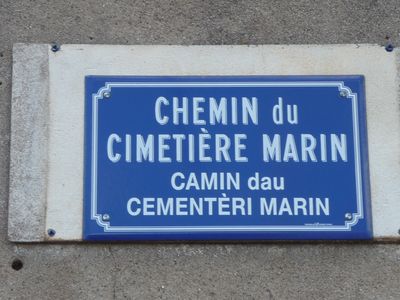 CHEMIN du
CIMETIÈRE MARIN
CAMIN dau
CEMENTÈRI MARIN